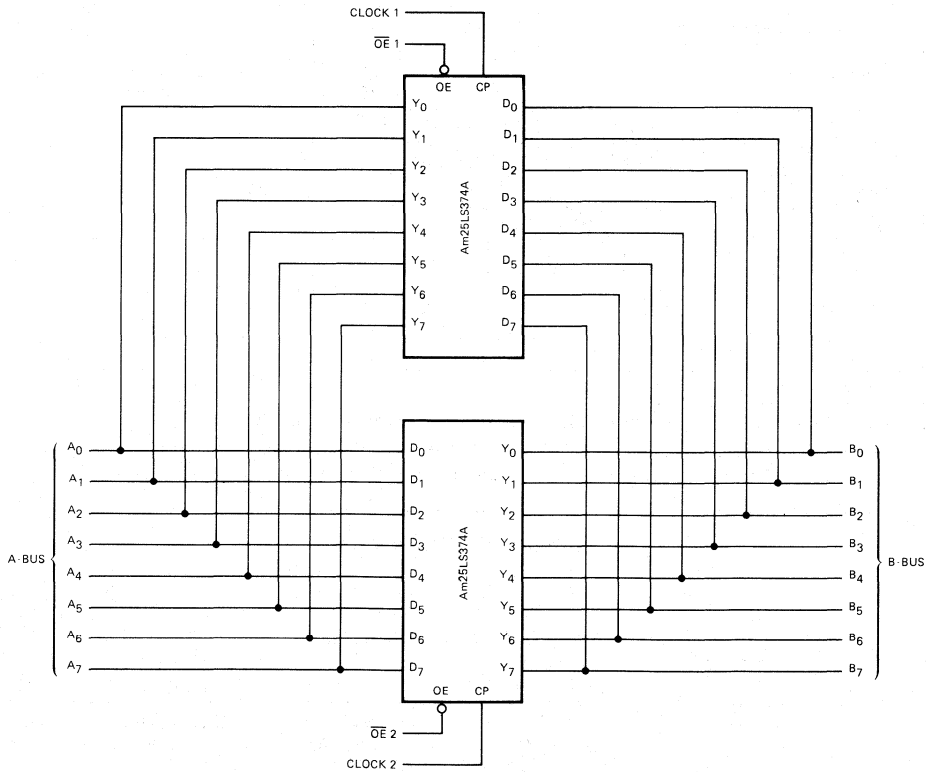 CLOCK 1
OE 1
OE CP
Y0 D0
Y1 D1
Y2 D2
Y3 D3
Y4 D4
Y5 D5
Y6 D6
Y7 D7
Am25LS374A
A0 D0 Y0 B0
A1 D1 Y1 B1
A2 D2 Y2 B2
A3 D3 Y3 B3
A4 D4 Y4 B4
A5 D5 Y5 B5
A6 D6 Y6 B6
A7 D7 Y7 B7
A-BUS
Am25LS374A
B-BUS
OE CP
OE 2
CLOCK 2